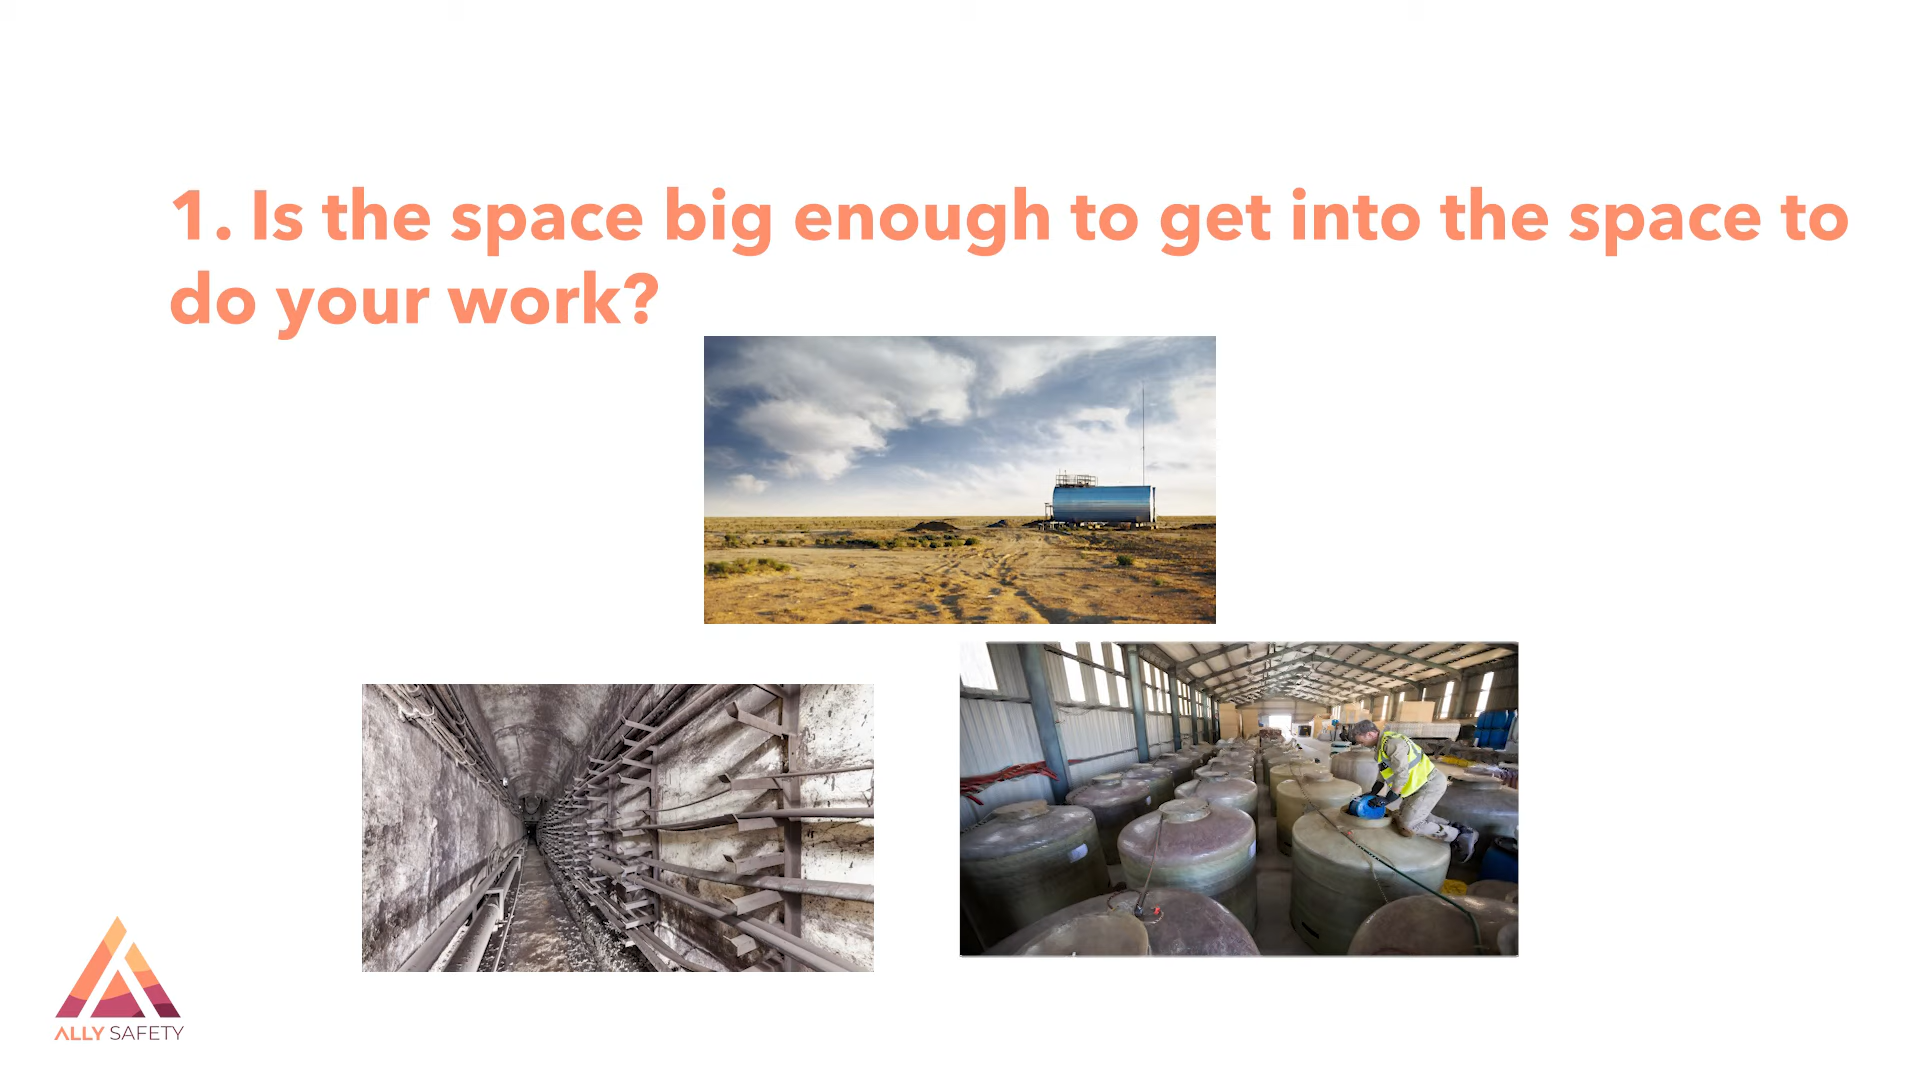 1. Is the space big enough to get into the space to
do your work?
ALLY SAFETY